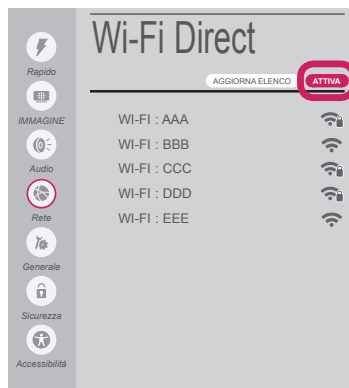 Wi-Fi Direct
AGGIORNA ELENCO
ATTIVA
Rapido
IMMAGINE
Audio
Rete
Generale
Sicurezza
Accessibilità
WI-FI : AAA
WI-FI : BBB
WI-FI : CCC
WI-FI : DDD
WI-FI : EEE